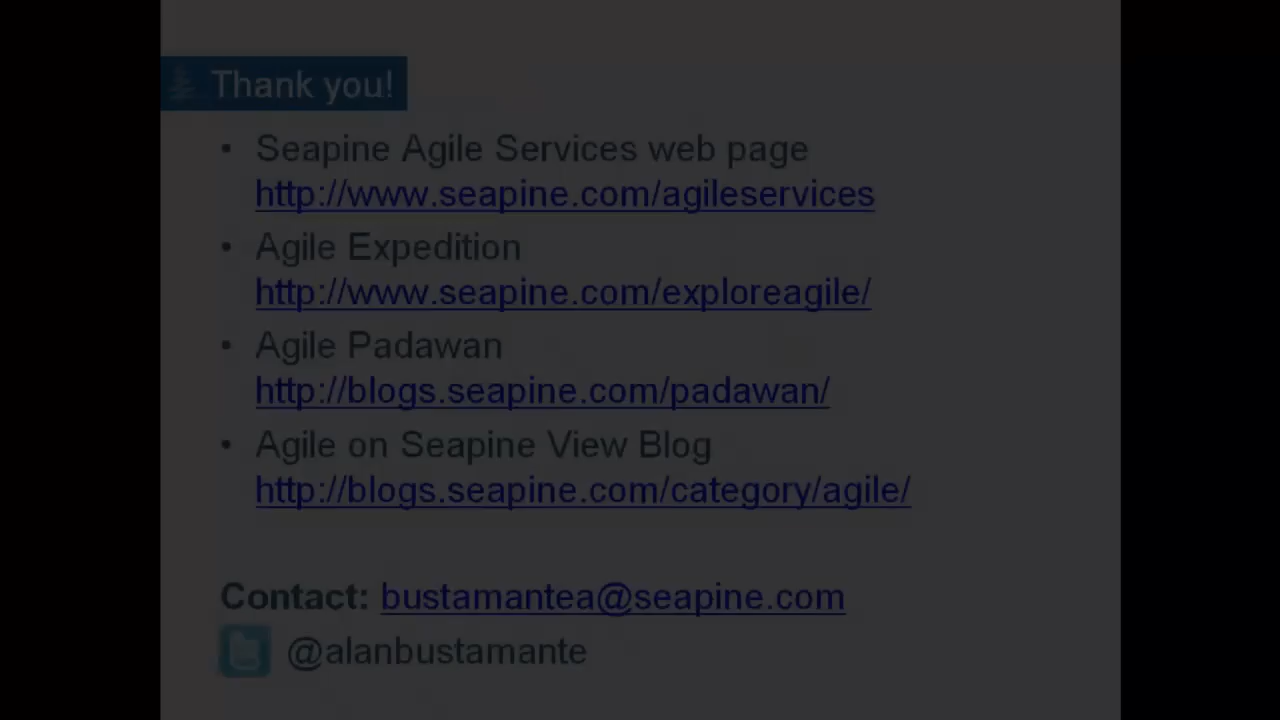 Thank you!
• Seapine Agile Services web page
http://www.seapine.com/agileservices
• Agile Expedition
http://www.seapine.com/exploreagile/
• Agile Padawan
http://blogs.seapine.com/padawan/
• Agile on Seapine View Blog
http://blogs.seapine.com/category/agile/
Contact: bustamantea@seapine.com
@alanbustamante